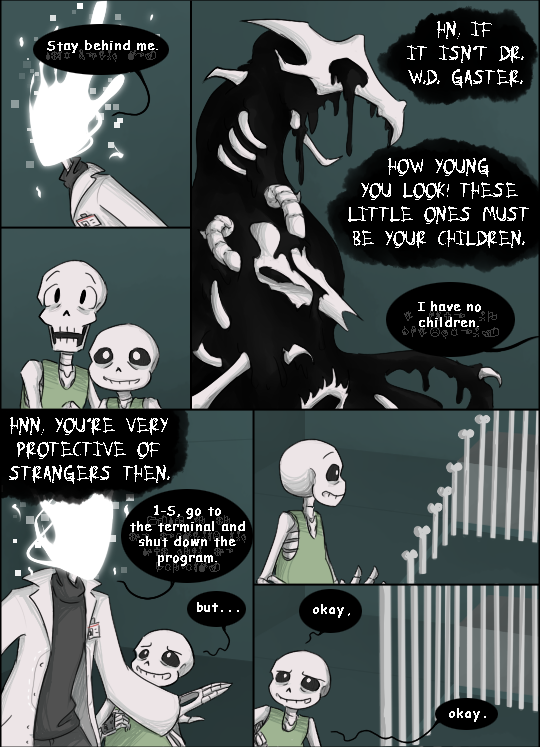 Stay behind me.
HN, IF
IT ISN'T DR.
W.D. GASTER.
HOW YOUNG
YOU LOOK! THESE
LITTLE ONES MUST
BE YOUR CHILDREN.
I have no
children.
HNN, YOU'RE VERY
PROTECTIVE OF
STRANGERS THEN.
1-S, go to
the terminal and
shut down the
program.
but...
okay,
okay.